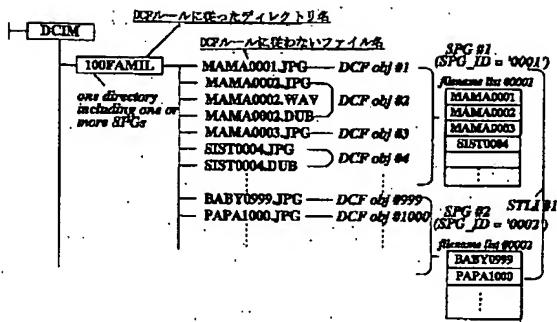 DCFルールに従ったディレクトリ名
DCIM
DCFルールに従わないファイル名
100FAMIL
one directory
including one or
more SPGs
MAMA0001.JPG
DCF obj #1
MAMA0002.JPG
MAMA0002.WAV
DCF obj #2
MAMA0002.DUB
MAMA0003.JPG
DCF obj #3
SIST0004.JPG
DCF obj #4
SIST0004.DUB
BABY0999.JPG
DCF obj #999
PAPA1000.JPG
DCF obj #1000
SPG #1
(SPG_ID = '0001')
filename list #0001
MAMA0001
MAMA0002
MAMA0003
SIST0004
STLI #1
SPG #2
(SPG_ID = '0002')
filename list #0002
BABY0999
PAPA1000